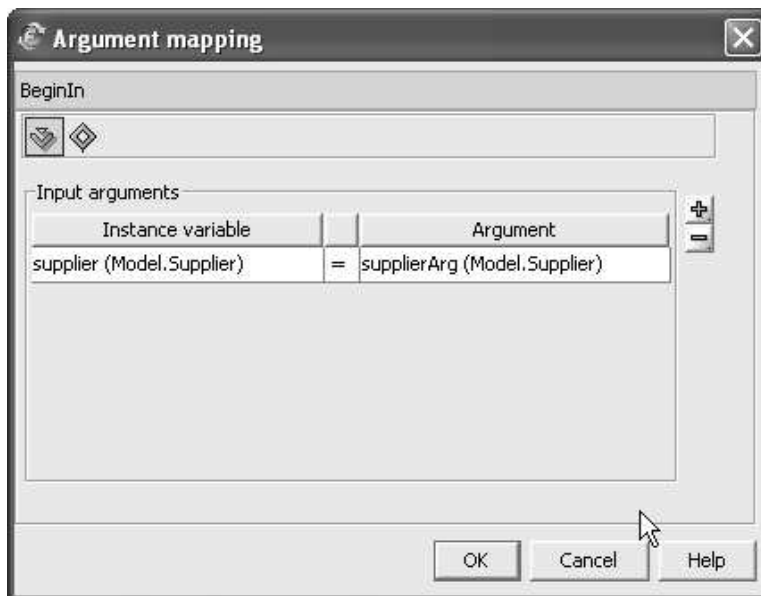 Argument mapping
BeginIn
Input arguments
Instance variable Argument
supplier (Model.Supplier) = supplierArg (Model.Supplier)
OK Cancel Help